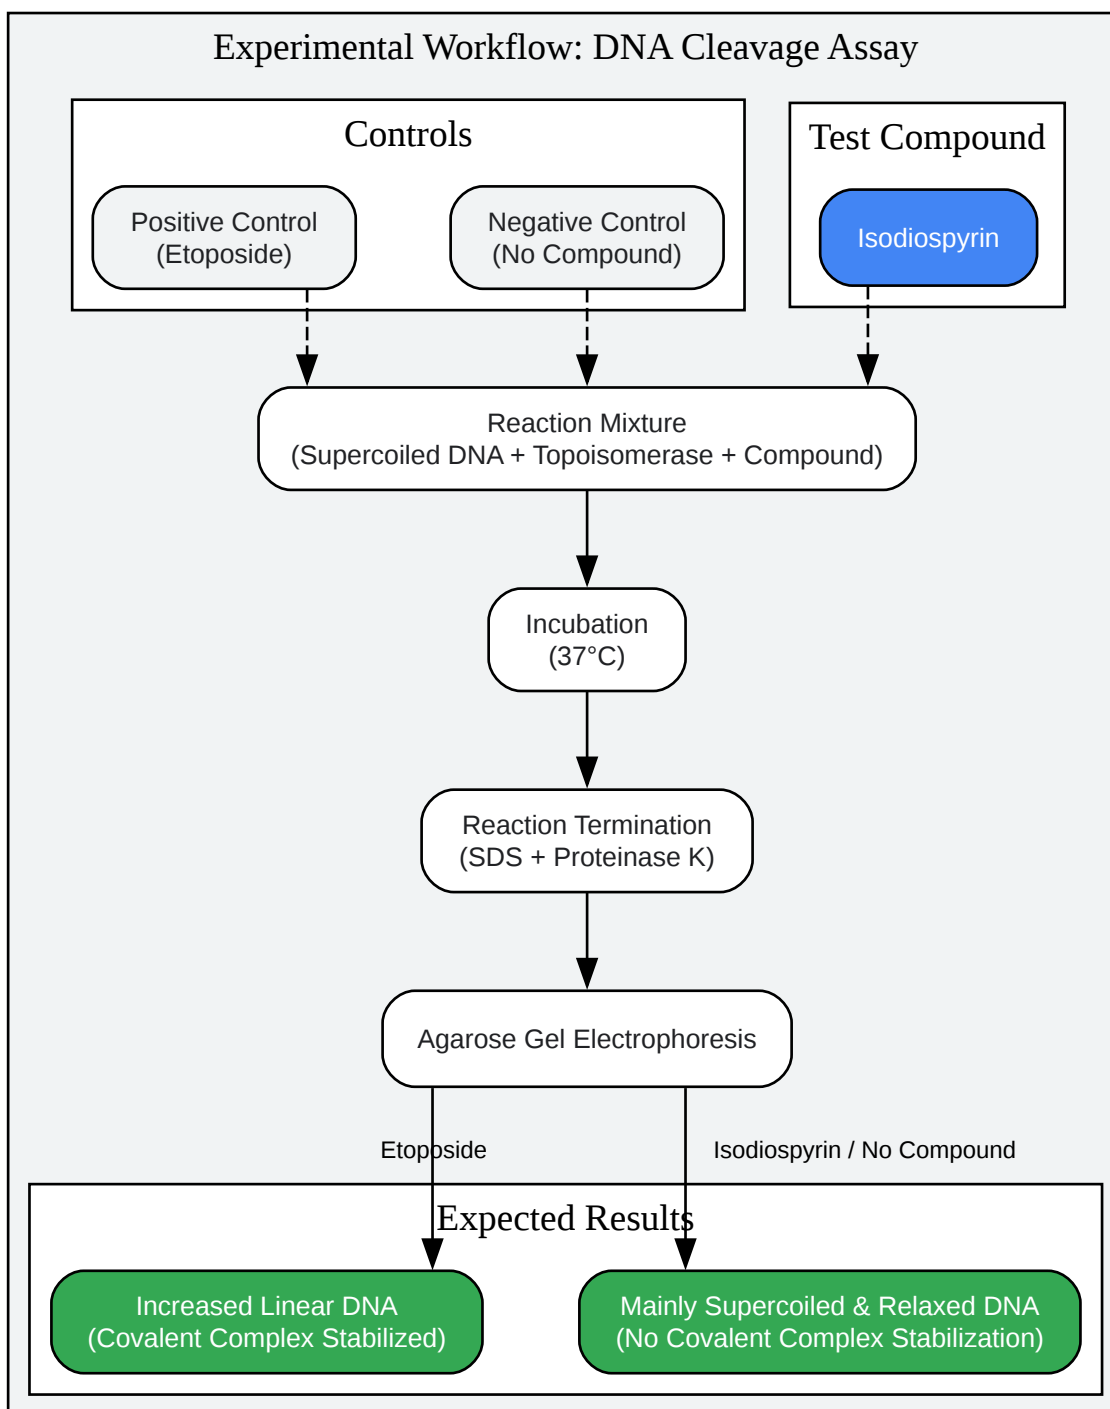 Experimental Workflow: DNA Cleavage Assay
Controls
Test Compound
Positive Control
(Etoposide)
Negative Control
(No Compound)
Isodiospyrin
Reaction Mixture
(Supercoiled DNA + Topoisomerase + Compound)
Incubation
(37°C)
Reaction Termination
(SDS + Proteinase K)
Agarose Gel Electrophoresis
Etoposide
Isodiospyrin / No Compound
Expected Results
Increased Linear DNA
(Covalent Complex Stabilized)
Mainly Supercoiled & Relaxed DNA
(No Covalent Complex Stabilization)